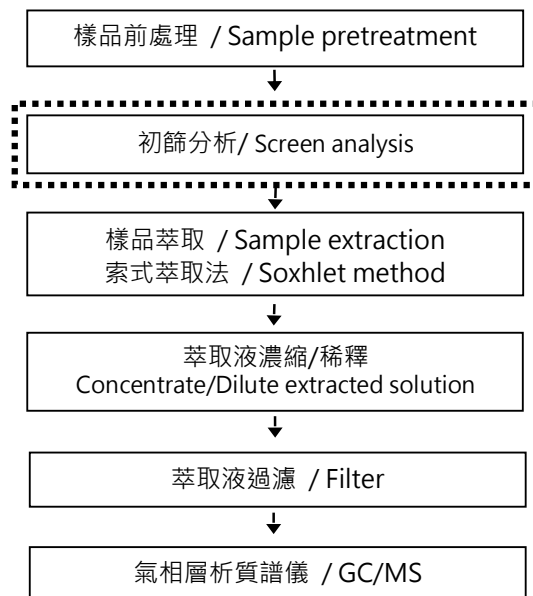 樣品前處理 / Sample pretreatment
初篩分析/ Screen analysis
樣品萃取 / Sample extraction
索式萃取法 / Soxhlet method
萃取液濃縮/稀釋
Concentrate/Dilute extracted solution
萃取液過濾 / Filter
氣相層析質譜儀 / GC/MS